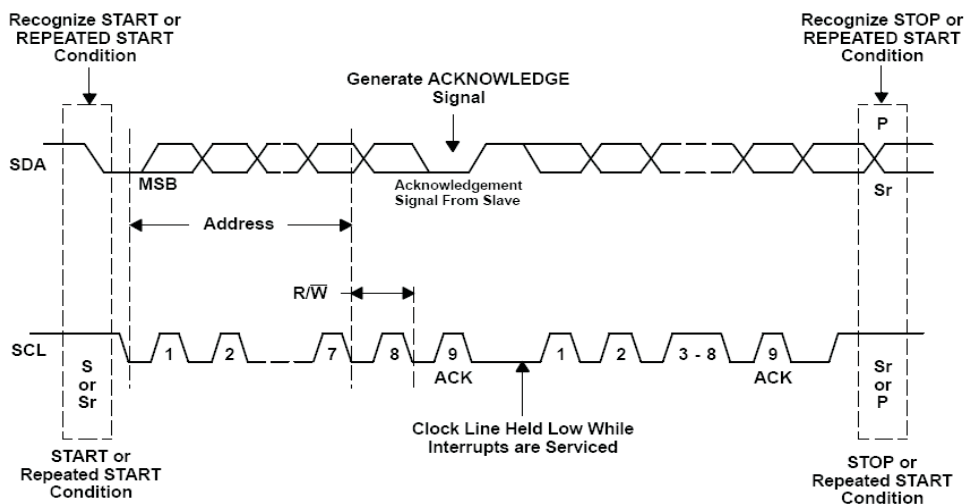 Recognize START or
REPEATED START
Condition
Recognize STOP or
REPEATED START
Condition
Generate ACKNOWLEDGE
Signal
P
SDA
MSB
Acknowledgement
Signal From Slave
Sr
Address
R/W̅
SCL
1
2
7
8
9
1
2
3 - 8
9
ACK
ACK
S
or
Sr
Sr
or
P
Clock Line Held Low While
Interrupts are Serviced
START or
Repeated START
Condition
STOP or
Repeated START
Condition